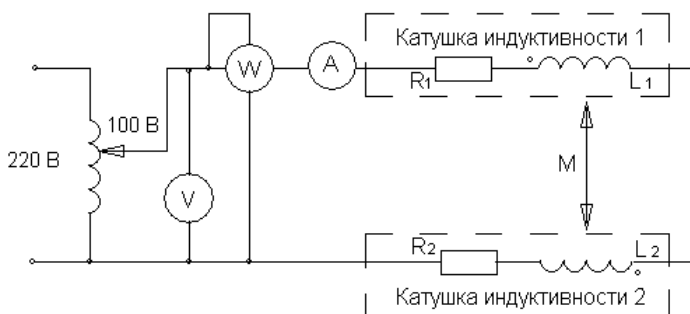 Катушка индуктивности 1
W
A
R1
L1
100 В
220 В
V
M
R2
L2
Катушка индуктивности 2